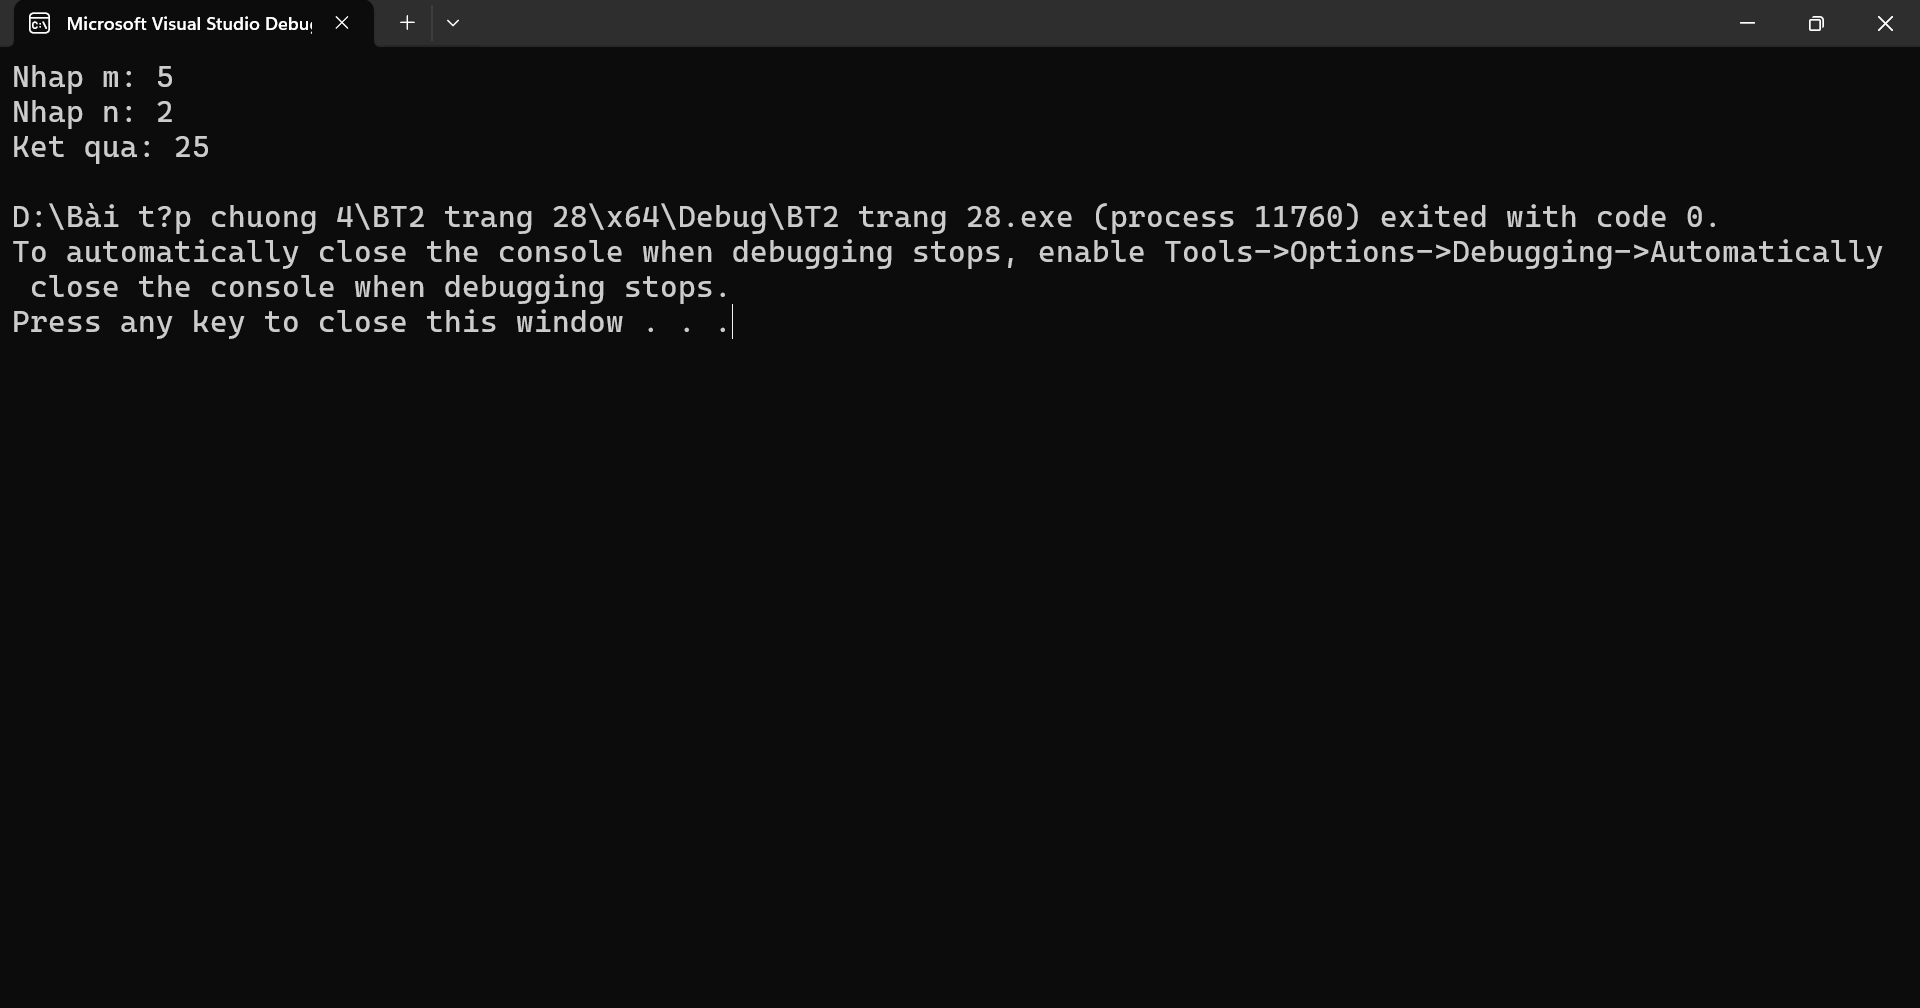 Microsoft Visual Studio Debu
Nhap m: 5
Nhap n: 2
Ket qua: 25
D:\Bài t?p chuong 4\BT2 trang 28\x64\Debug\BT2 trang 28.exe (process 11760) exited with code 0.
To automatically close the console when debugging stops, enable Tools->Options->Debugging->Automatically
close the console when debugging stops.
Press any key to close this window . . .